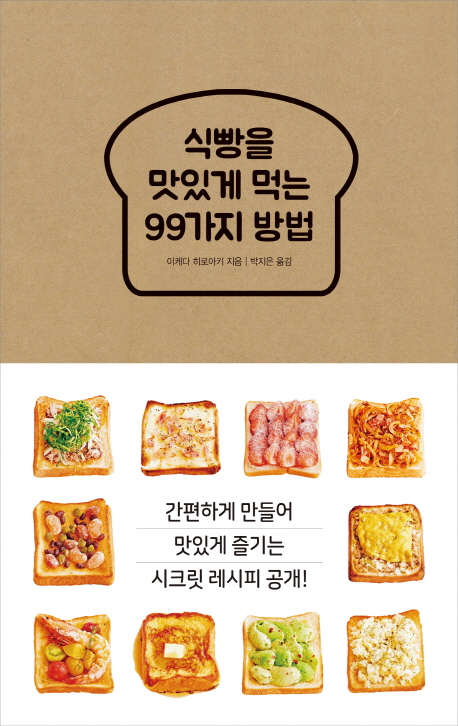 식빵을
맛있게 먹는
99가지 방법
이케다 히로아키 지음 | 박지은 옮김
간편하게 만들어
맛있게 즐기는
시크릿 레시피 공개!